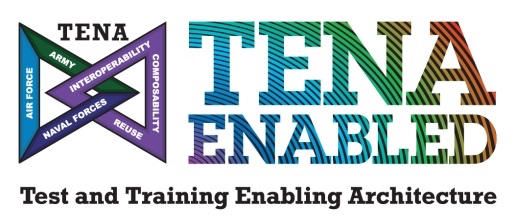 TENA
AIR FORCE
ARMY
INTEROPERABILITY
COMPOSABILITY
NAVAL FORCES
REUSE
TENA
ENABLED
Test and Training Enabling Architecture